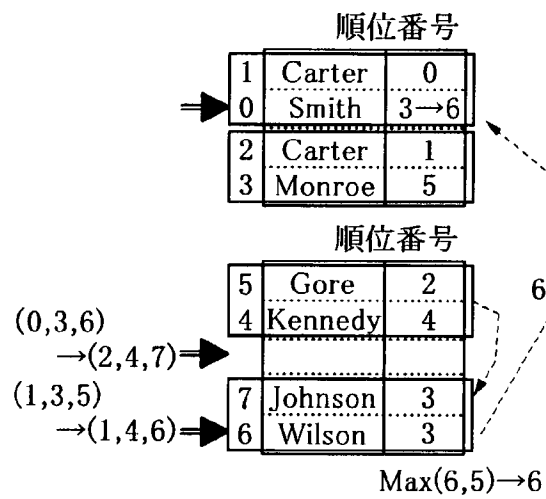 順位番号
1 Carter 0
0 Smith 3→6
2 Carter 1
3 Monroe 5
順位番号
5 Gore 2
6
(0,3,6)
4 Kennedy 4
→(2,4,7)
(1,3,5)
7 Johnson 3
→(1,4,6)
6 Wilson 3
Max(6,5)→6